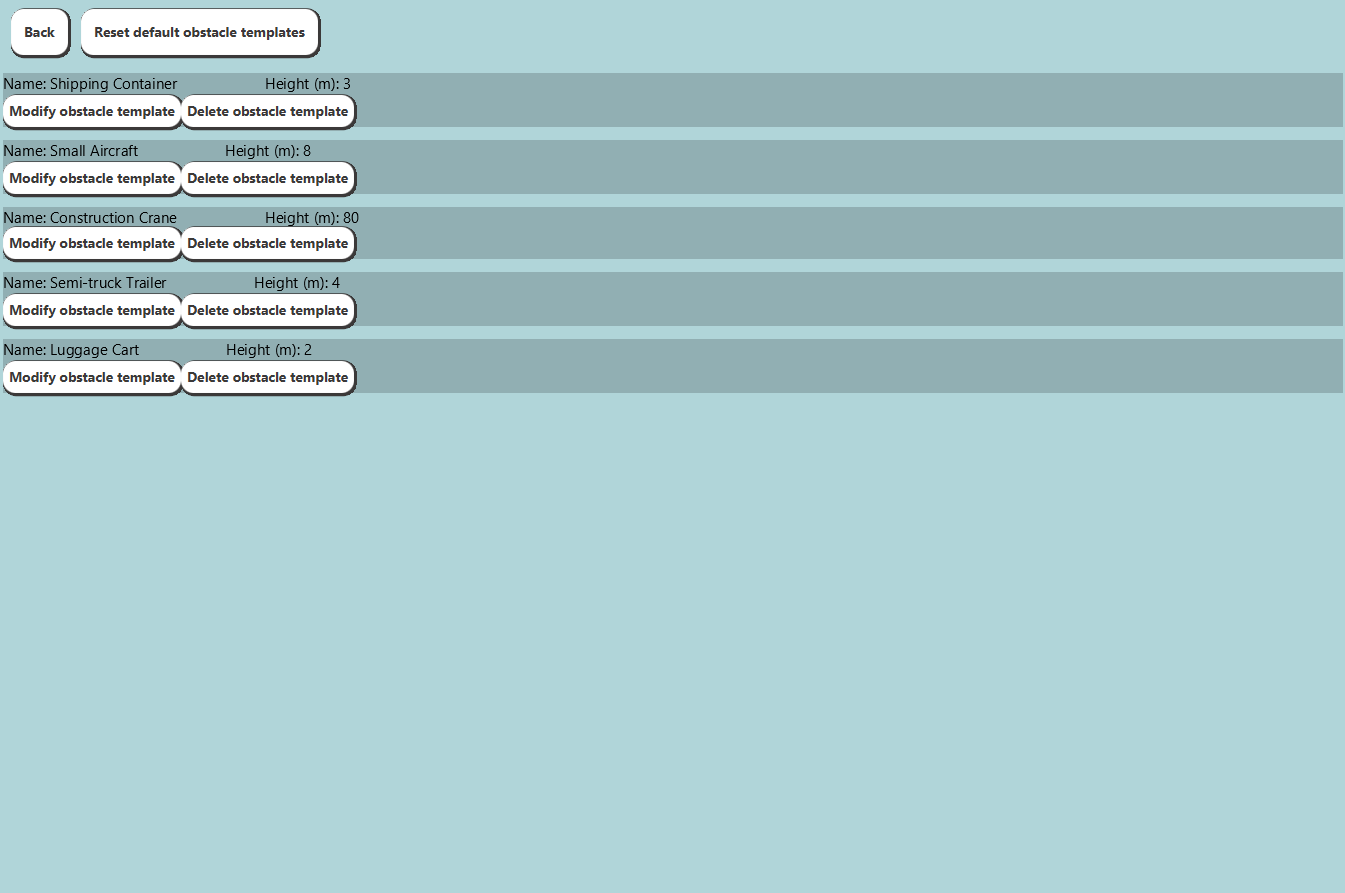 Back Reset default obstacle templates
Name: Shipping Container Height (m): 3
Modify obstacle template Delete obstacle template
Name: Small Aircraft Height (m): 8
Modify obstacle template Delete obstacle template
Name: Construction Crane Height (m): 80
Modify obstacle template Delete obstacle template
Name: Semi-truck Trailer Height (m): 4
Modify obstacle template Delete obstacle template
Name: Luggage Cart Height (m): 2
Modify obstacle template Delete obstacle template